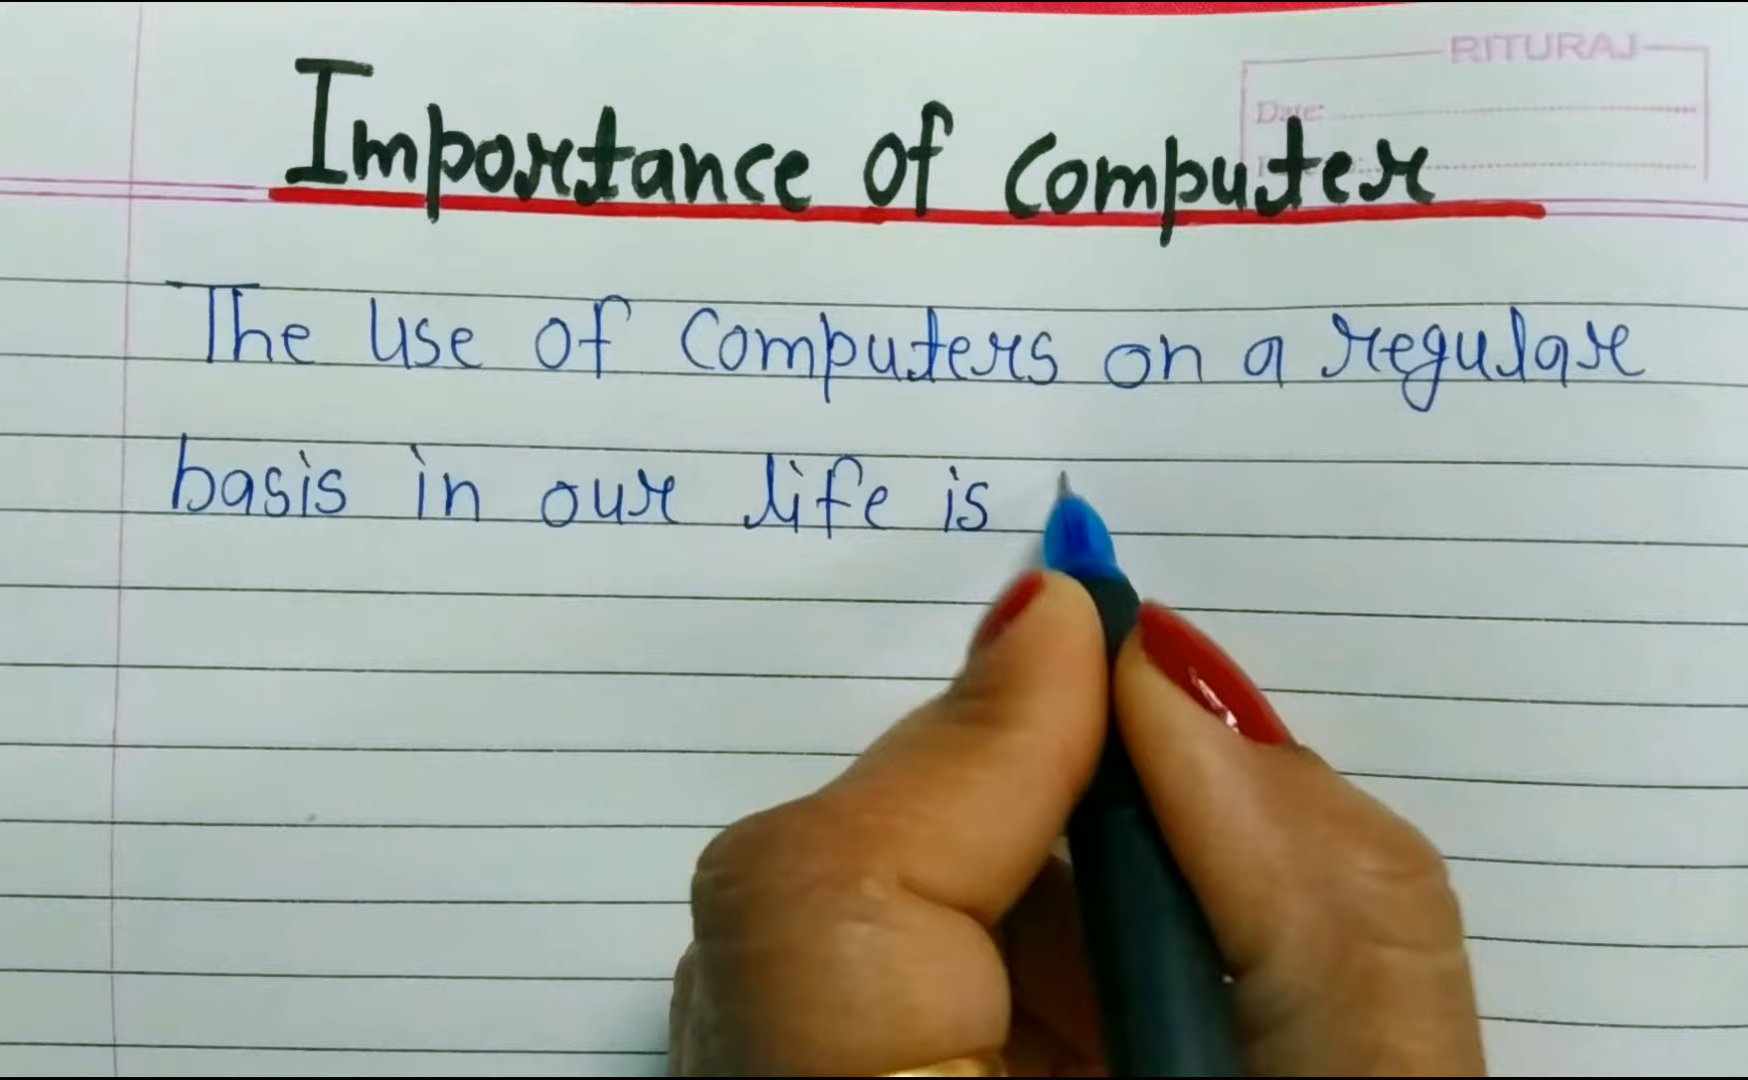 RITURAJ
Date:
Importance of Computer
The use of Computers on a regular
basis in our life is